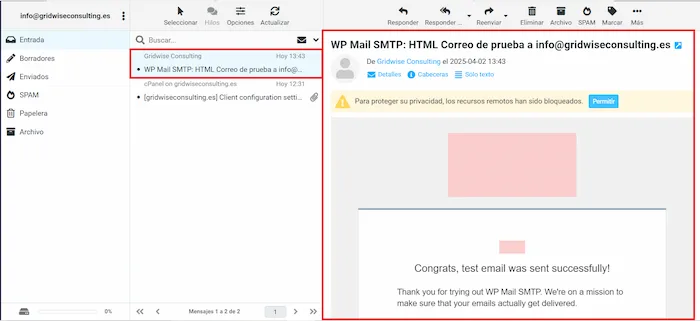 info@gridwiseconsulting.es
Entrada
Borradores
Enviados
SPAM
Papelera
Archivo
0%
Seleccionar
Hilos
Opciones
Actualizar
Buscar...
Gridwise Consulting Hoy 13:43
• WP Mail SMTP: HTML Correo de prueba a info@...
cPanel on gridwiseconsulting.es Hoy 12:31
• [gridwiseconsulting.es] Client configuration setti...
Mensajes 1 a 2 de 2
1
Responder
Responder ...
Reenviar
Eliminar
Archivo
SPAM
Marcar
Más
WP Mail SMTP: HTML Correo de prueba a info@gridwiseconsulting.es
De Gridwise Consulting el 2025-04-02 13:43
Detalles Cabeceras Sólo texto
Para proteger su privacidad, los recursos remotos han sido bloqueados. Permitir
Congrats, test email was sent successfully!
Thank you for trying out WP Mail SMTP. We're on a mission to
make sure that your emails actually get delivered.